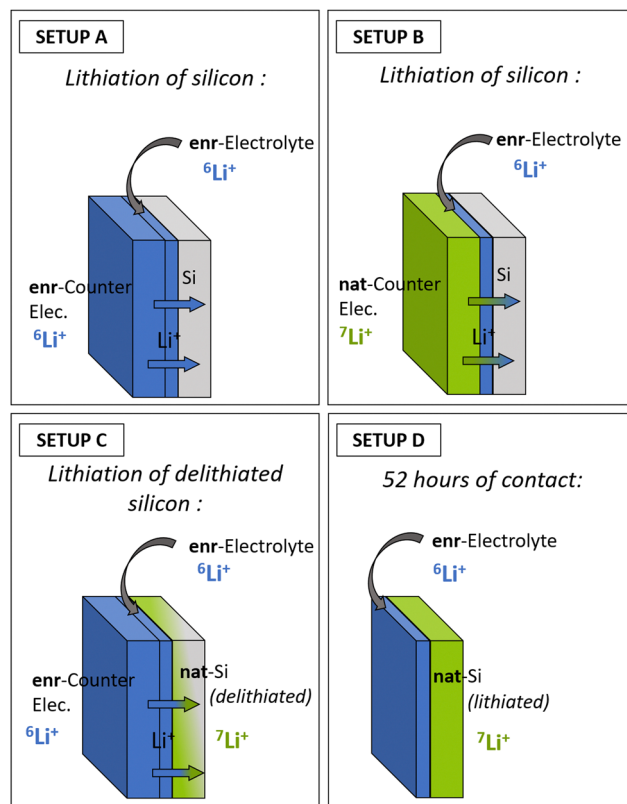 SETUP A
Lithiation of silicon :
enr-Electrolyte
⁶Li⁺
Si
enr-Counter
Elec.
⁶Li⁺
Li⁺
SETUP B
Lithiation of silicon :
enr-Electrolyte
⁶Li⁺
Si
nat-Counter
Elec.
⁷Li⁺
Li⁺
SETUP C
Lithiation of delithiated
silicon :
enr-Electrolyte
⁶Li⁺
enr-Counter
Elec.
⁶Li⁺
nat-Si
(delithiated)
Li⁺
⁷Li⁺
SETUP D
52 hours of contact:
enr-Electrolyte
⁶Li⁺
nat-Si
(lithiated)
⁷Li⁺